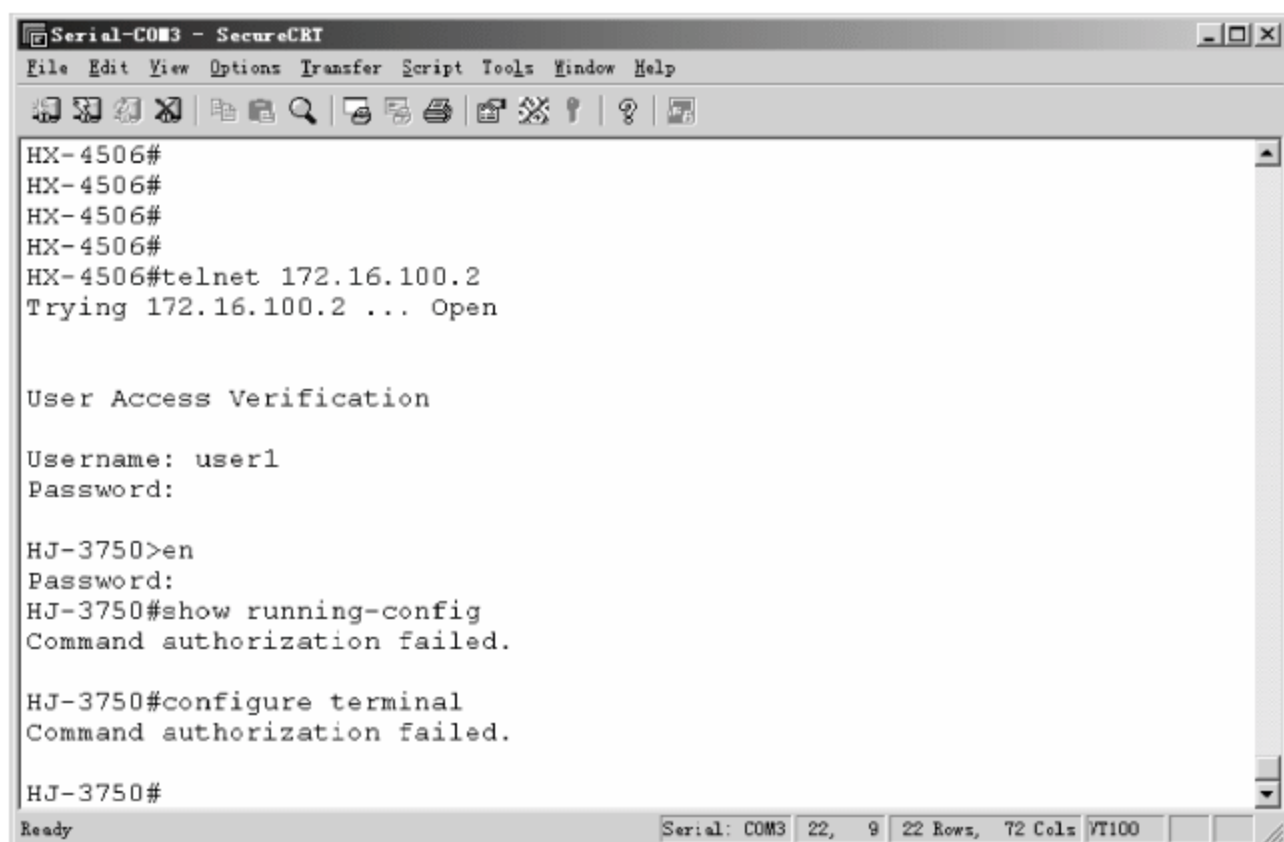 Serial-COM3 - SecureCRT
File Edit View Options Transfer Script Tools Window Help
HX-4506#
HX-4506#
HX-4506#
HX-4506#
HX-4506#telnet 172.16.100.2
Trying 172.16.100.2 ... Open
User Access Verification
Username: user1
Password:
HJ-3750>en
Password:
HJ-3750#show running-config
Command authorization failed.
HJ-3750#configure terminal
Command authorization failed.
HJ-3750#
Ready Serial: COM3 22, 9 22 Rows, 72 Cols VT100